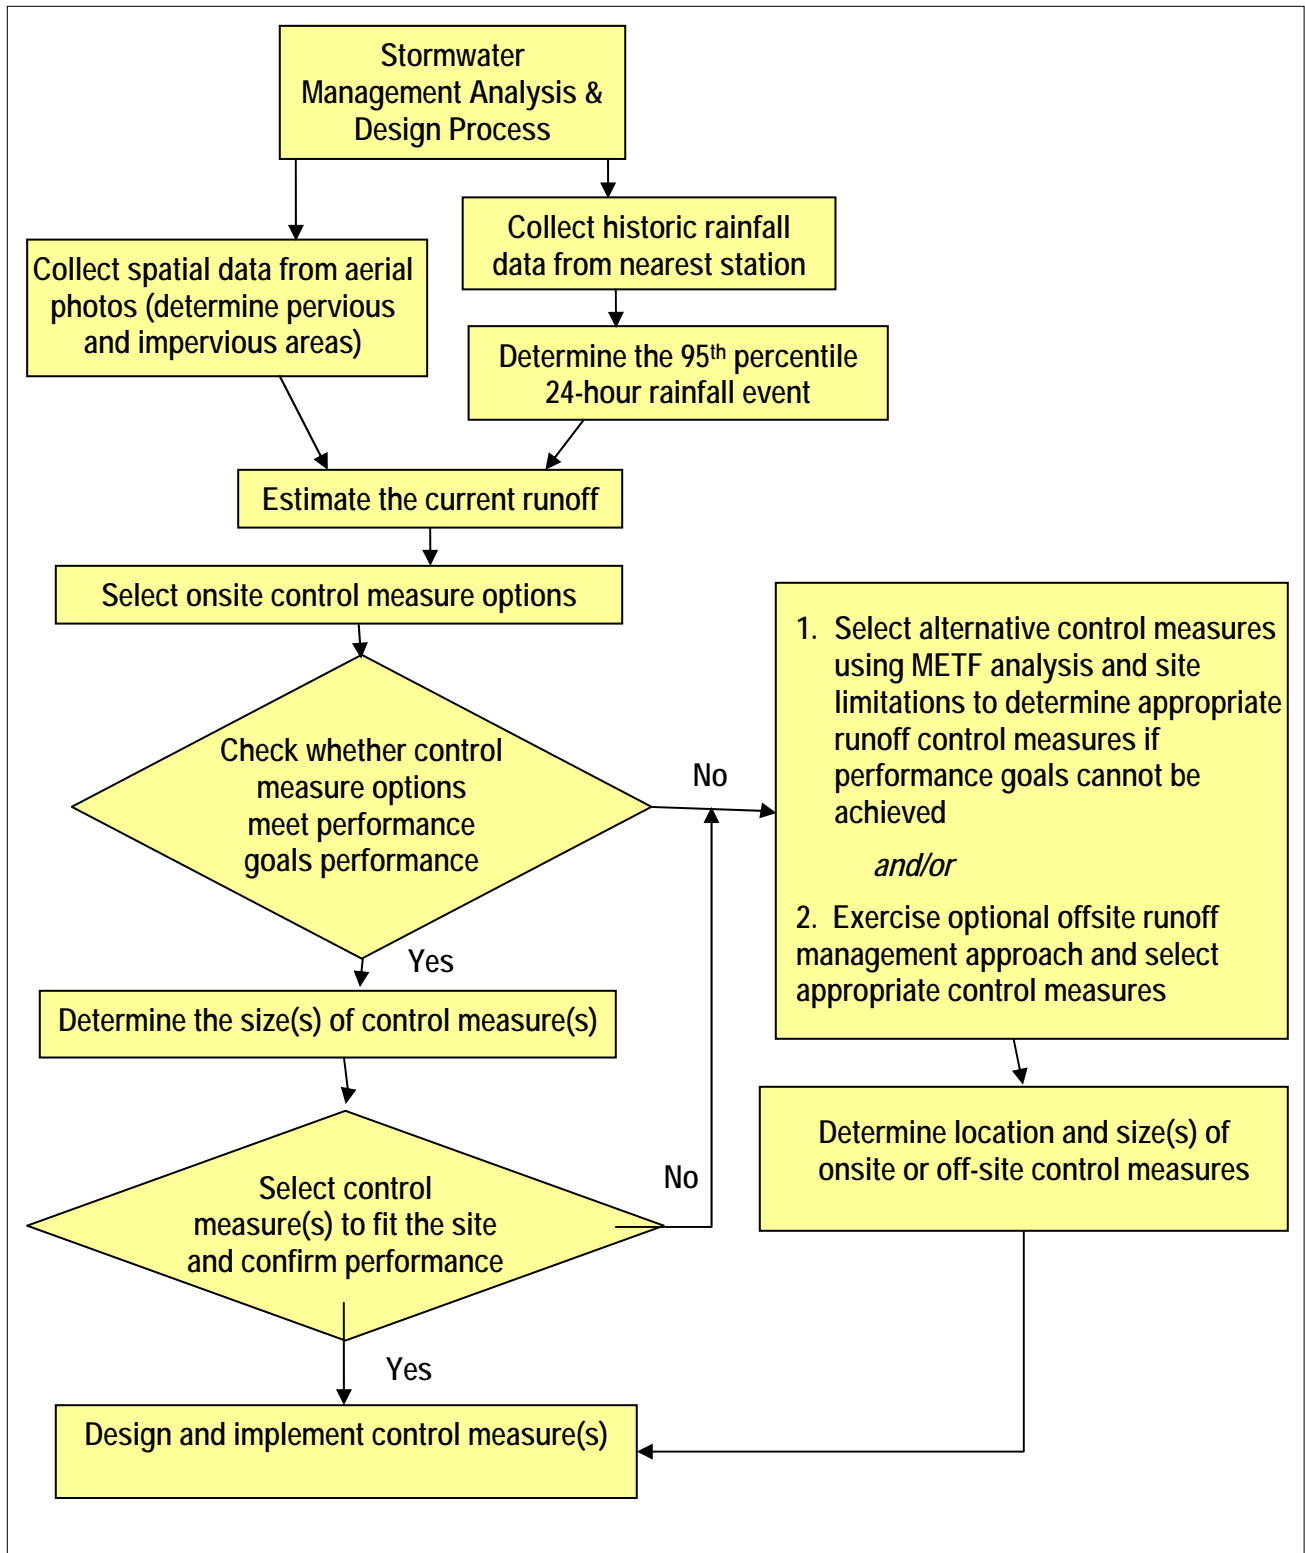 Stormwater
Management Analysis &
Design Process
Collect historic rainfall
data from nearest station
Collect spatial data from aerial
photos (determine pervious
and impervious areas)
Determine the 95th percentile
24-hour rainfall event
Estimate the current runoff
Select onsite control measure options
Check whether control
measure options
meet performance
goals performance
No
Yes
1. Select alternative control measures
using METF analysis and site
limitations to determine appropriate
runoff control measures if
performance goals cannot be
achieved
and/or
2. Exercise optional offsite runoff
management approach and select
appropriate control measures
Determine the size(s) of control measure(s)
Select control
measure(s) to fit the site
and confirm performance
No
Yes
Determine location and size(s) of
onsite or off-site control measures
Design and implement control measure(s)